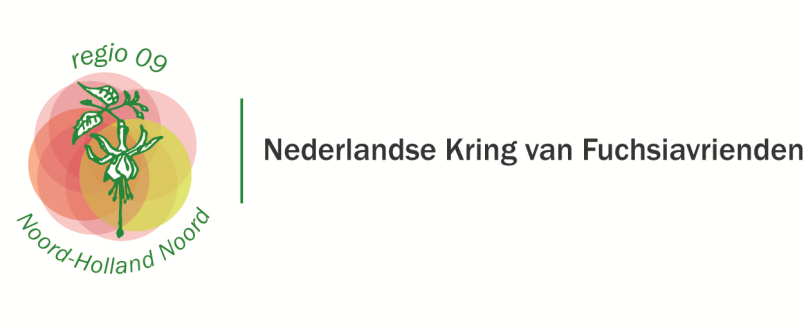 regio 09
Noord-Holland Noord
Nederlandse Kring van Fuchsiavrienden